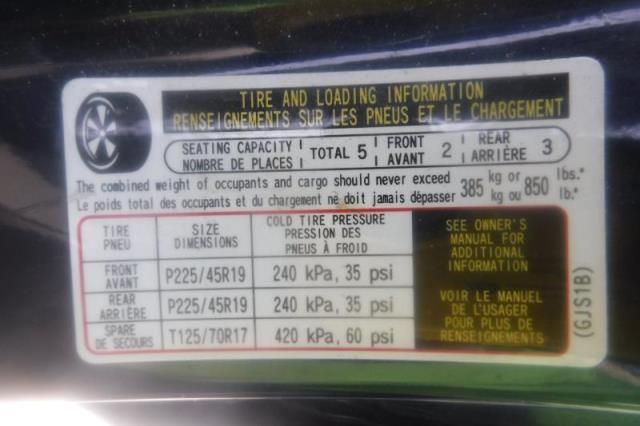 TIRE AND LOADING INFORMATION
RENSEIGNEMENTS SUR LES PNEUS ET LE CHARGEMENT
SEATING CAPACITY TOTAL 5 FRONT 2 REAR 3
NOMBRE DE PLACES AVANT ARRIÈRE
The combined weight of occupants and cargo should never exceed 385 kg or 850 lbs.
Le poids total des occupants et du chargement ne doit jamais dépasser kg ou lb.
TIRE SIZE COLD TIRE PRESSURE
PNEU DIMENSIONS PRESSION DES
PNEUS À FROID
FRONT P225/45R19 240 kPa, 35 psi
AVANT
REAR P225/45R19 240 kPa, 35 psi
ARRIÈRE
SPARE T125/70R17 420 kPa, 60 psi
DE SECOURS
SEE OWNER'S
MANUAL FOR
ADDITIONAL
INFORMATION
VOIR LE MANUEL
DE L'USAGER
POUR PLUS DE
RENSEIGNEMENTS
(GJS1B)